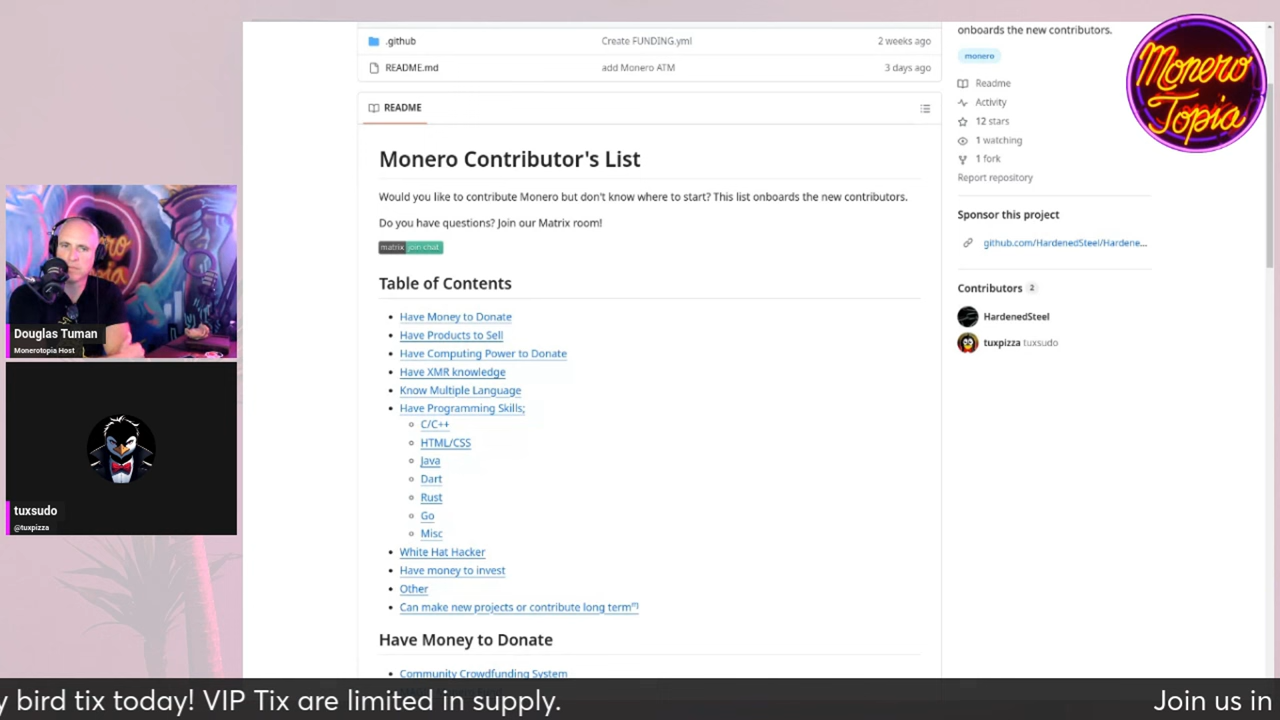 .github
Create FUNDING.yml
2 weeks ago
README.md
add Monero ATM
3 days ago
README
Monero Contributor's List
Would you like to contribute Monero but don't know where to start? This list onboards the new contributors.
Do you have questions? Join our Matrix room!
matrix join chat
Table of Contents
Have Money to Donate
Have Products to Sell
Have Computing Power to Donate
Have XMR knowledge
Know Multiple Language
Have Programming Skills;
C/C++
HTML/CSS
Java
Dart
Rust
Go
Misc
White Hat Hacker
Have money to invest
Other
Can make new projects or contribute long term
Have Money to Donate
Community Crowdfunding System
onboards the new contributors.
monero
Readme
Activity
12 stars
1 watching
1 fork
Report repository
Sponsor this project
github.com/HardenedSteel/Hardene...
Contributors 2
HardenedSteel
tuxpizza tuxsudo
Monero
Topia
Monero
topia
Douglas Tuman
Monerotopia Host
tuxsudo
@tuxpizza
y bird tix today! VIP Tix are limited in supply.
Join us in